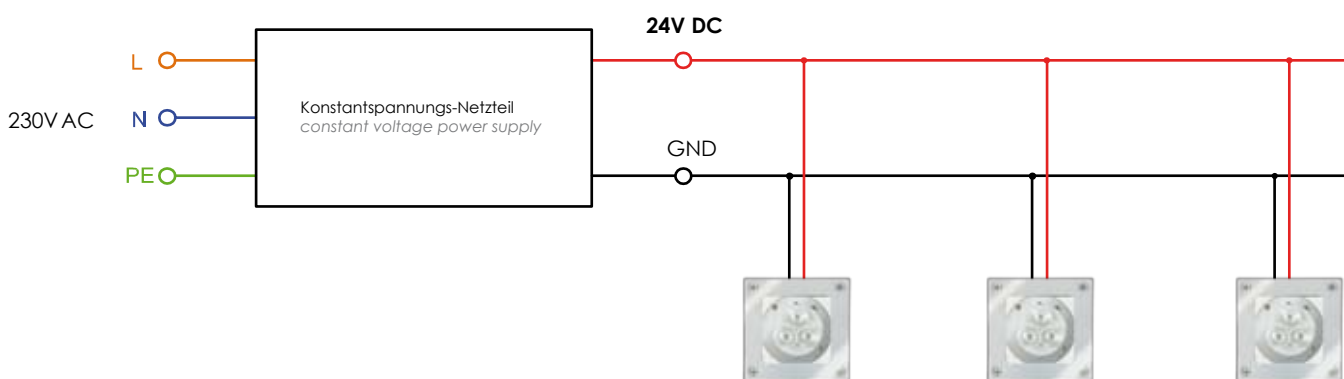 24V DC
L
230V AC
N
PE
Konstantspannungs-Netzteil
constant voltage power supply
GND